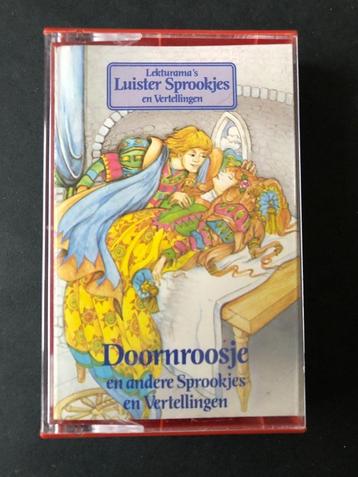 Lekturama's
Luister Sprookjes
en Vertellingen
Doornroosje
en andere Sprookjes
en Vertellingen